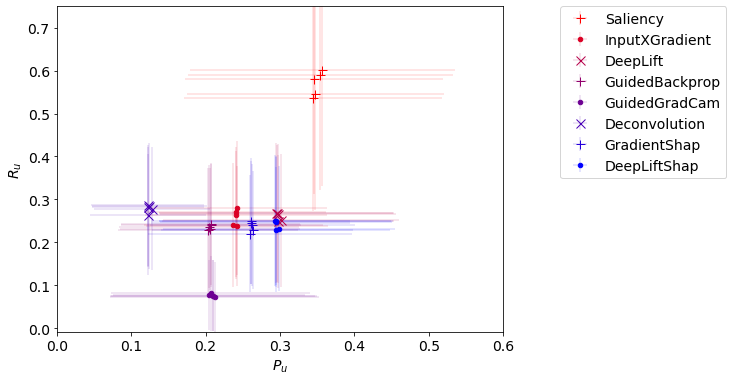 0.7
0.6
0.5
0.4
0.3
0.2
0.1
0.0
R_u
0.0 0.1 0.2 0.3 0.4 0.5 0.6
P_u
Saliency
InputXGradient
DeepLift
GuidedBackprop
GuidedGradCam
Deconvolution
GradientShap
DeepLiftShap